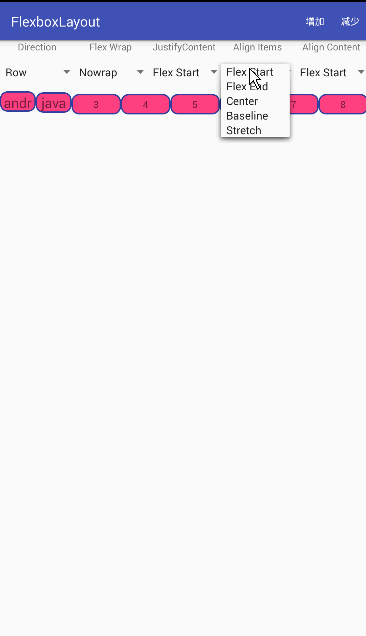 FlexboxLayout 增加 减少
Direction Flex Wrap JustifyContent Align Items Align Content
Row Nowrap Flex Start Flex Start Flex Start
Flex End
Center
Baseline
Stretch
andr java 3 4 5 7 8